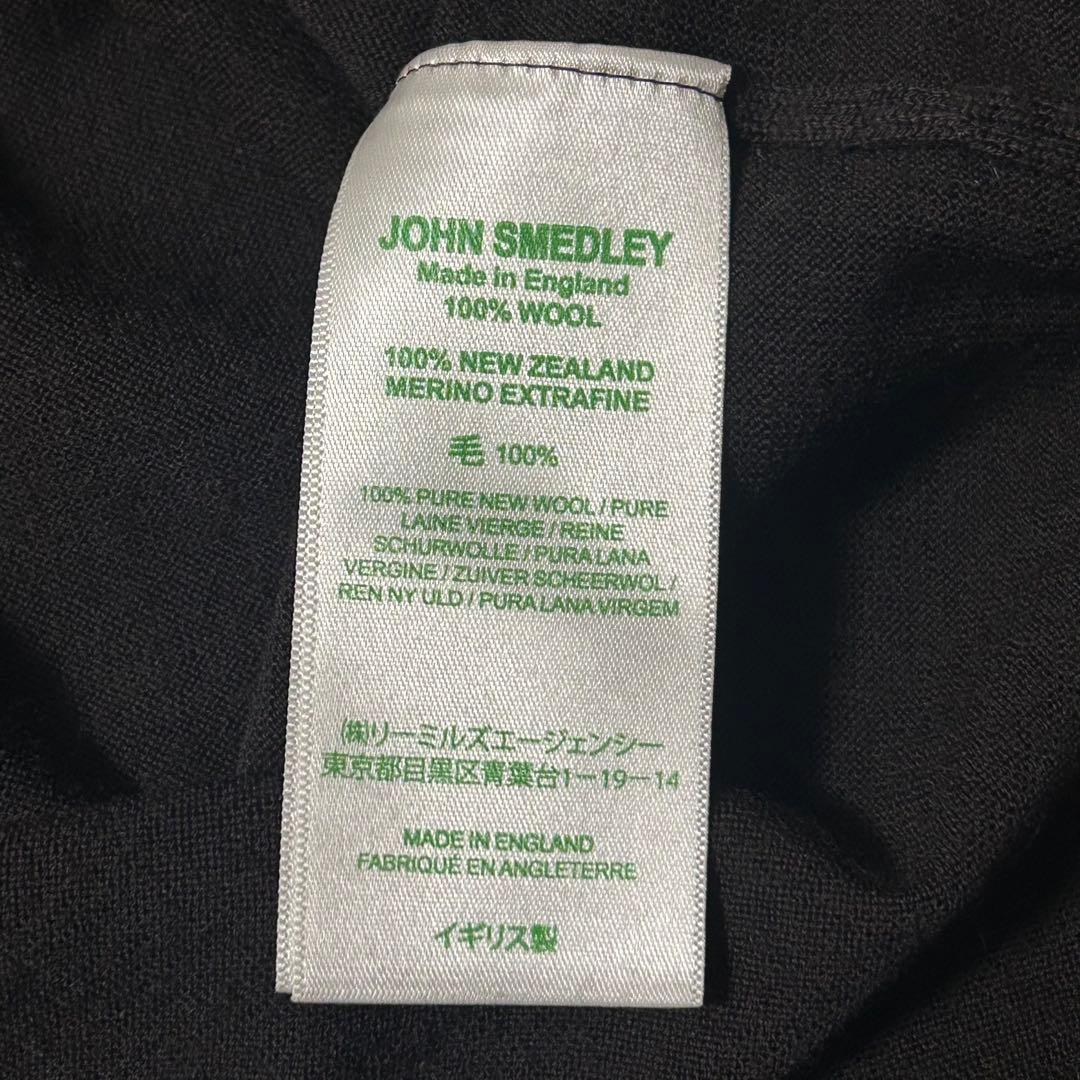 JOHN SMEDLEY
Made in England
100% WOOL
100% NEW ZEALAND
MERINO EXTRAFINE
毛 100%
100% PURE NEW WOOL / PURE
LAINE VIERGE / REINE
SCHURWOLLE / PURA LANA
VERGINE / ZUIVER SCHEERWOL /
REN NY ULD / PURA LANA VIRGEM
㈱リーミルズエージェンシー
東京都目黒区青葉台1-19-14
MADE IN ENGLAND
FABRIQUE EN ANGLETERRE
イギリス製